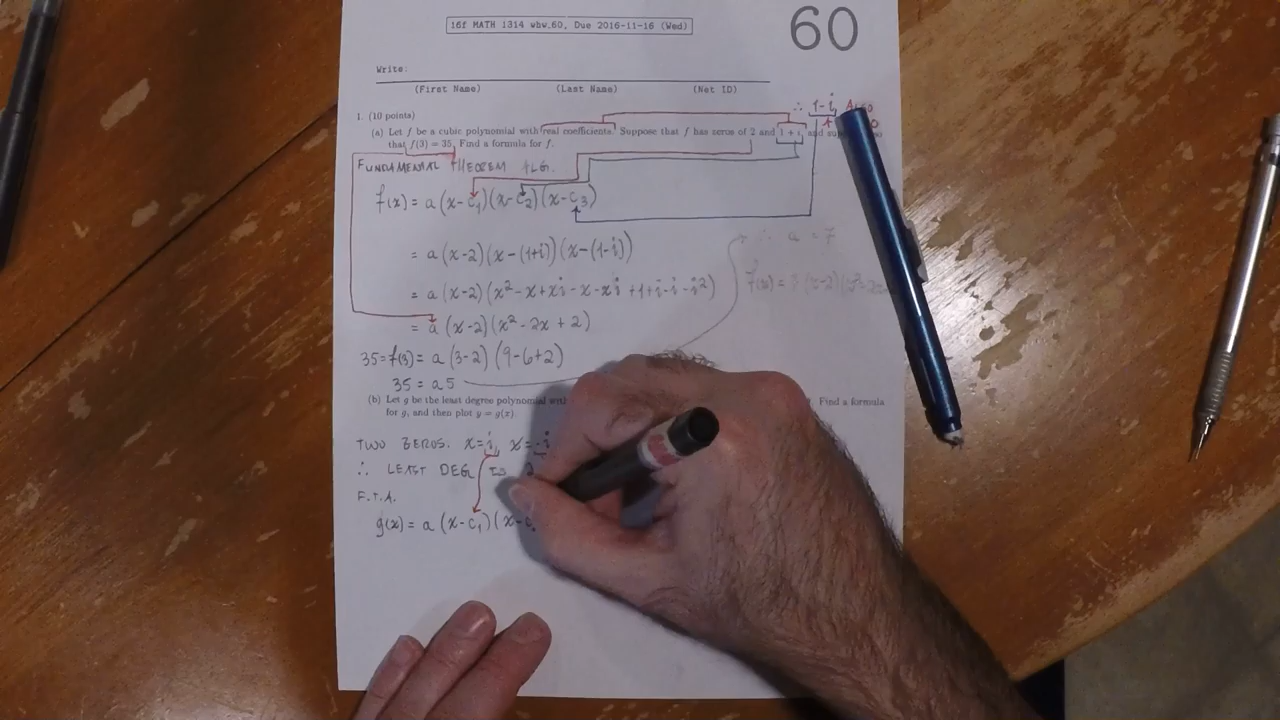 16f MATH 1314 whw.60, Due 2016-11-16 (Wed)
60
Write:
(First Name) (Last Name) (Net ID)
∴ 1-i
1. (10 points)
(a) Let f be a cubic polynomial with real coefficients. Suppose that f has zeros of 2 and 1 + i, and
that f(3) = 35. Find a formula for f.
FUNDAMENTAL THEOREM ALG.
f(x) = a (x-c₁)(x-c₂)(x-c₃)
= a (x-2)(x-(1+i))(x-(1-i))
∴ a = 7
= a (x-2)(x²-x+xi-x-xi+1+i-i-i²)
= a (x-2)(x²-2x+2)
35=f(3)= a (3-2) (9-6+2)
35 = a5
(b) Let g be the least degree polynomial Find a formula
for g, and then plot y = g(x).
TWO ZEROS. x=i, x=-i
∴ LEAST DEG IS 2
F.T.A.
g(x) = a (x-c₁)(x-c